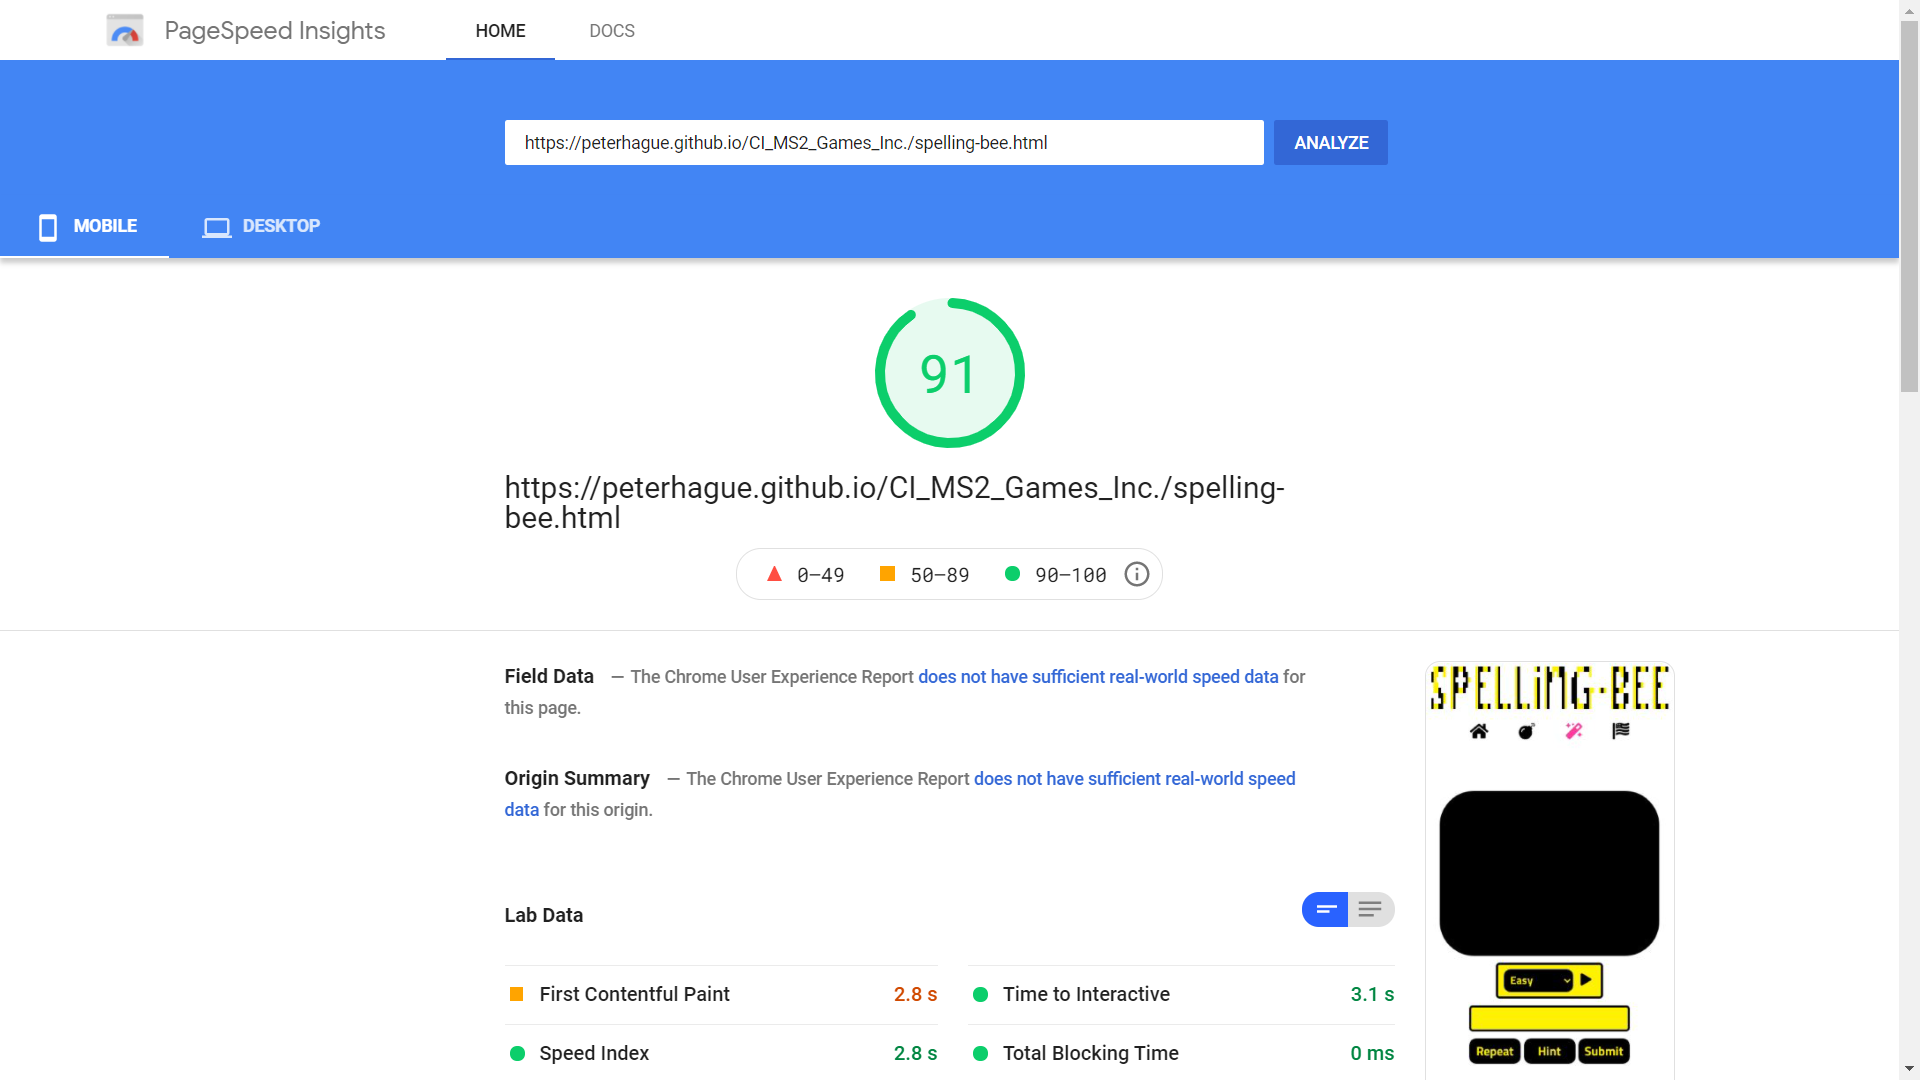 PageSpeed Insights
HOME
DOCS
https://peterhague.github.io/CI_MS2_Games_Inc./spelling-bee.html
ANALYZE
MOBILE
DESKTOP
91
https://peterhague.github.io/CI_MS2_Games_Inc./spelling-
bee.html
0–49
50–89
90–100
Field Data — The Chrome User Experience Report does not have sufficient real-world speed data for
this page.
Origin Summary — The Chrome User Experience Report does not have sufficient real-world speed
data for this origin.
Lab Data
First Contentful Paint 2.8 s
Time to Interactive 3.1 s
Speed Index 2.8 s
Total Blocking Time 0 ms
SPELLiNG-BEE
Easy
Repeat
Hint
Submit